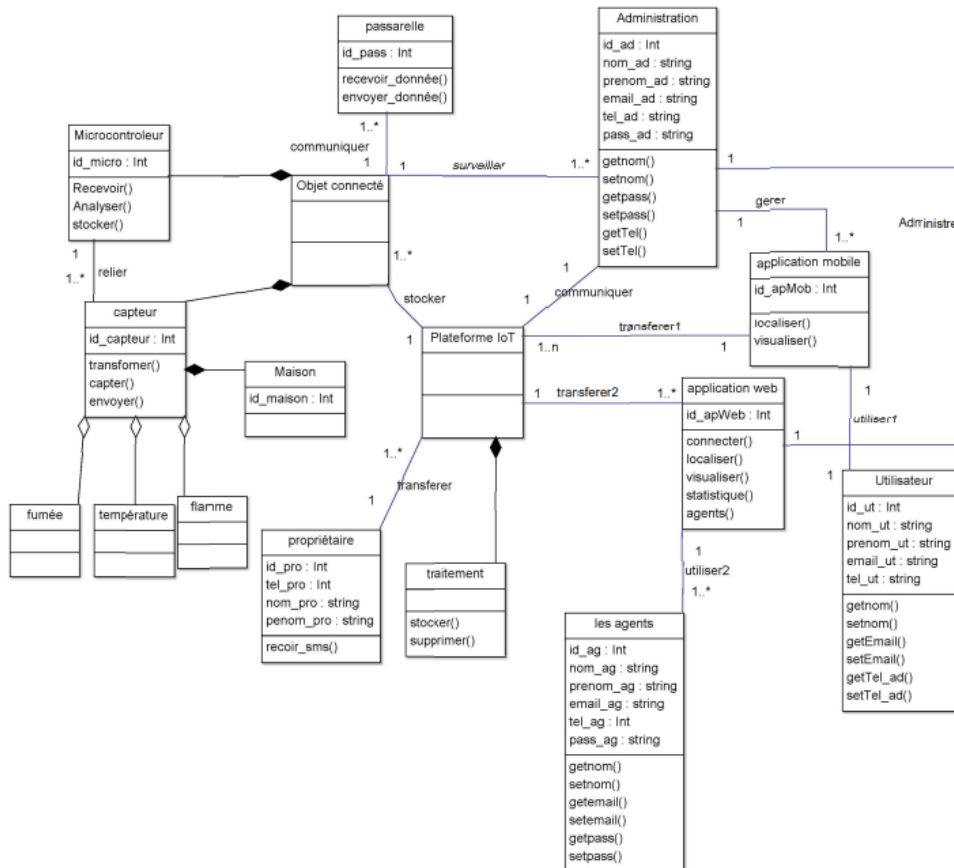 passarelle
id_pass : Int
recevoir_donnée()
envoyer_donnée()
Administration
id_ad : Int
nom_ad : string
prenom_ad : string
email_ad : string
tel_ad : string
pass_ad : string
getnom()
setnom()
getpass()
setpass()
getTel()
setTel()
Microcontroleur
id_micro : Int
Recevoir()
Analyser()
stocker()
1..*
communiquer
1
Objet connecté
1
surveiller
1..*
1
Administre
gerer
1
1..*
1
1..*
relier
1..*
stocker
1
1
communiquer
1
application mobile
id_apMob : Int
localiser()
visualiser()
capteur
id_capteur : Int
transfomer()
capter()
envoyer()
Maison
id_maison : Int
Plateforme IoT
transferer1
1..n
1
1
transferer2
1..*
application web
id_apWeb : Int
connecter()
localiser()
visualiser()
statistique()
agents()
1
1
utiliser1
1
1..*
transferer
1
fumée
température
flamme
propriétaire
id_pro : Int
tel_pro : Int
nom_pro : string
penom_pro : string
recoir_sms()
traitement
stocker()
supprimer()
Utilisateur
id_ut : Int
nom_ut : string
prenom_ut : string
email_ut : string
tel_ut : string
getnom()
setnom()
getEmail()
setEmail()
getTel_ad()
setTel_ad()
1
utiliser2
1..*
les agents
id_ag : Int
nom_ag : string
prenom_ag : string
email_ag : string
tel_ag : Int
pass_ag : string
getnom()
setnom()
getemail()
setemail()
getpass()
setpass()